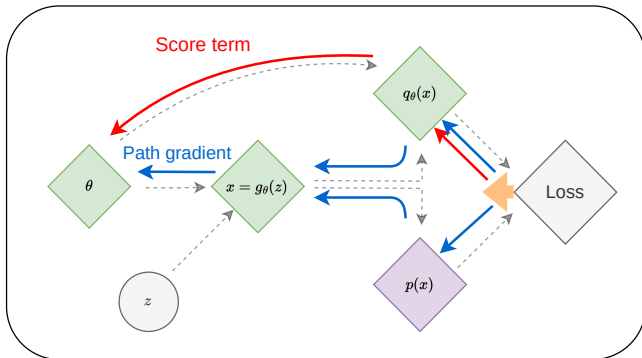 Score term
q_θ(x)
Path gradient
θ
x = g_θ(z)
Loss
z
p(x)